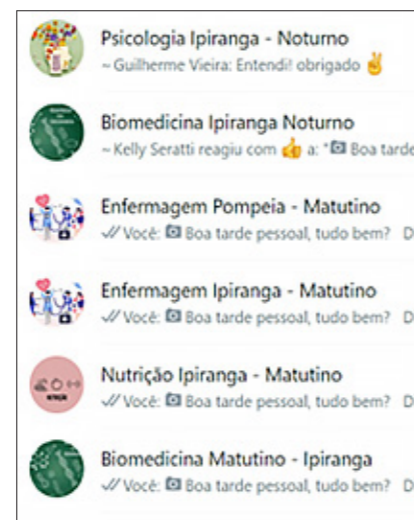 Psicologia Ipiranga - Noturno
~ Guilherme Vieira: Entendi! obrigado ✌️
Biomedicina Ipiranga Noturno
~ Kelly Seratti reagiu com 👍 a: "📷 Boa tarde
Enfermagem Pompeia - Matutino
Você: 📷 Boa tarde pessoal, tudo bem? D
Enfermagem Ipiranga - Matutino
Você: 📷 Boa tarde pessoal, tudo bem? D
Nutrição Ipiranga - Matutino
Você: 📷 Boa tarde pessoal, tudo bem? D
Biomedicina Matutino - Ipiranga
Você: 📷 Boa tarde pessoal, tudo bem? D